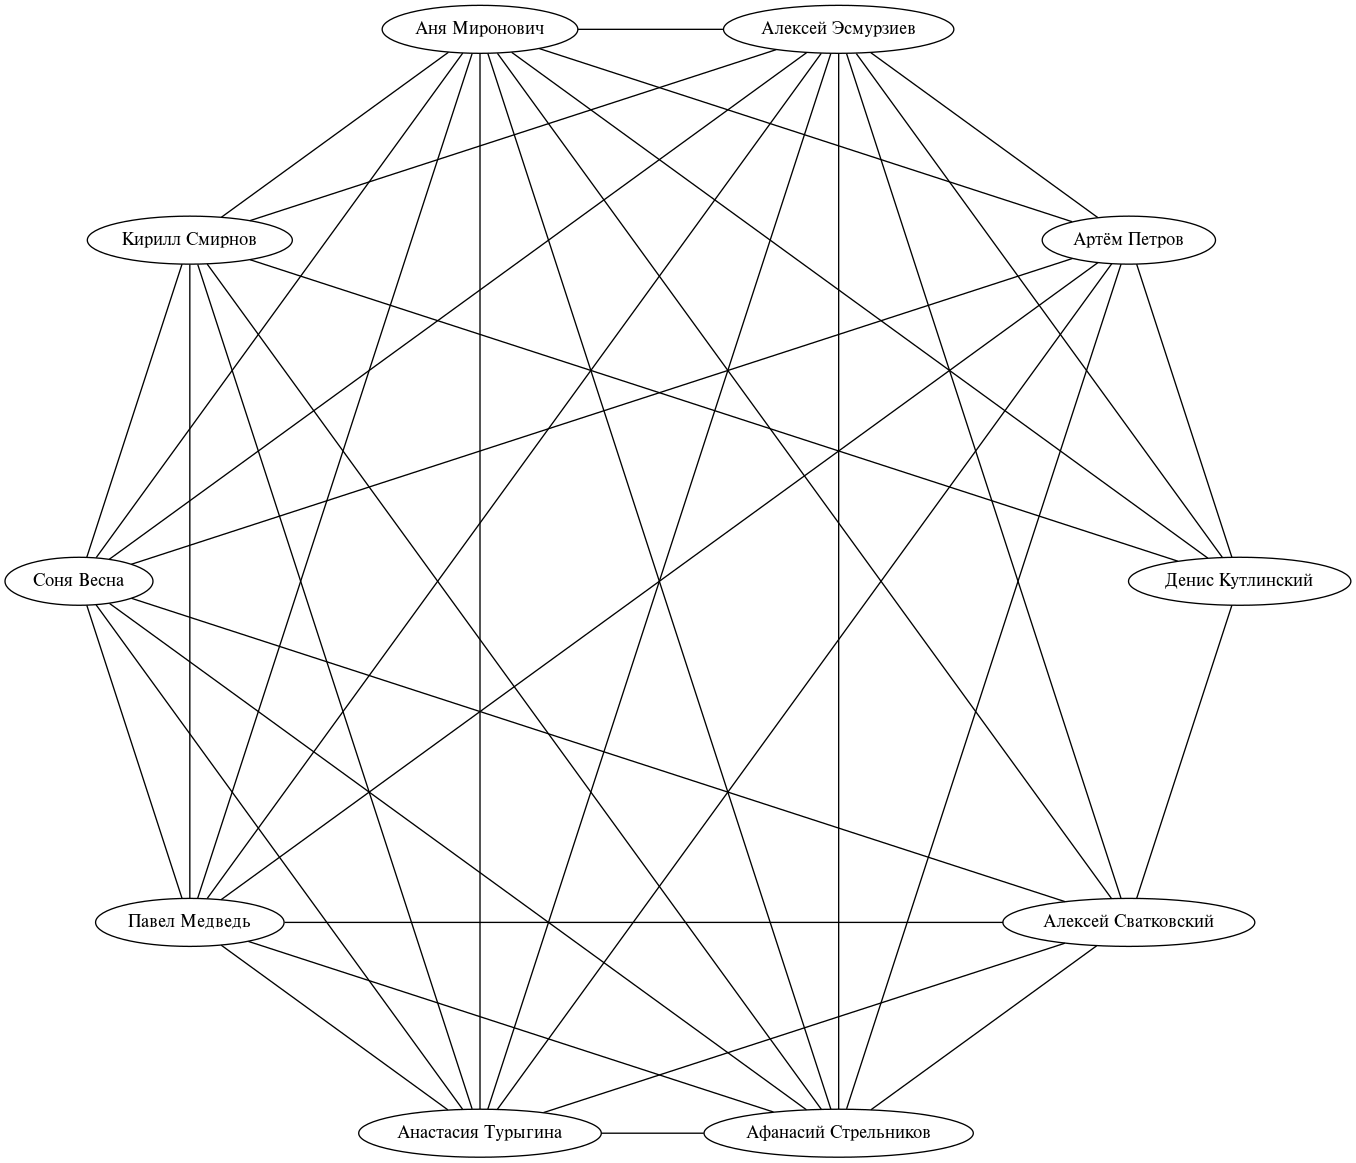 Аня Миронович
Алексей Эсмурзиев
Кирилл Смирнов
Артём Петров
Соня Весна
Денис Кутлинский
Павел Медведь
Алексей Сватковский
Анастасия Турыгина
Афанасий Стрельников